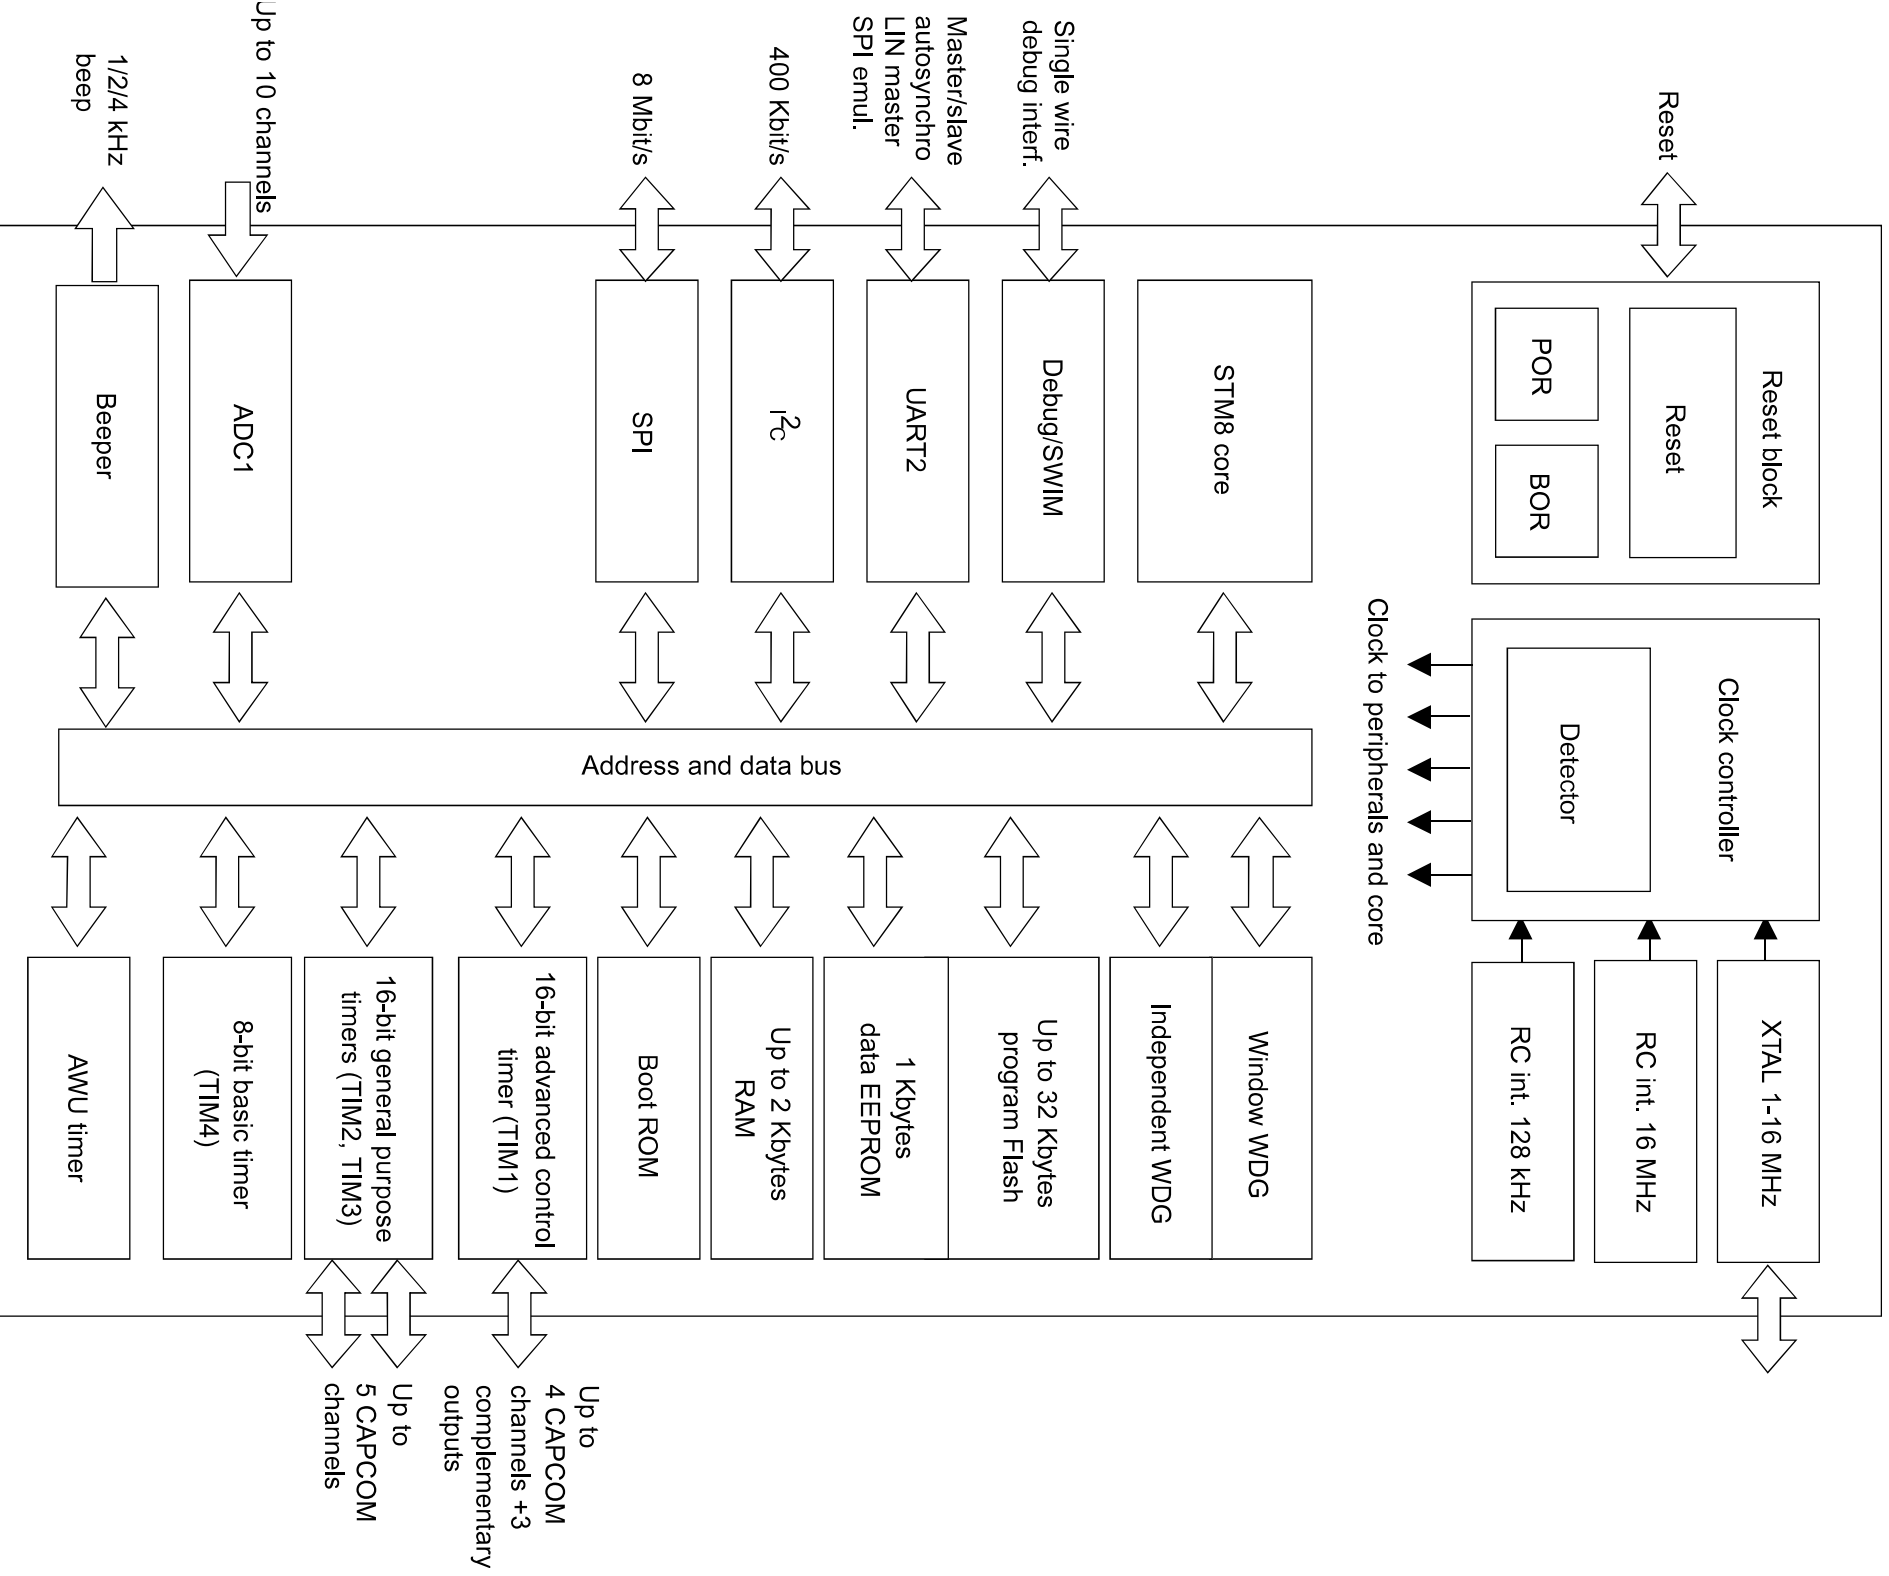 Reset block
Reset
POR
BOR
Reset
Clock controller
Detector
Clock to peripherals and core
XTAL 1-16 MHz
RC int. 16 MHz
RC int. 128 kHz
STM8 core
Window WDG
Independent WDG
Single wire
debug interf.
Debug/SWIM
Up to 32 Kbytes
program Flash
Master/slave
autosynchro
LIN master
SPI emul.
UART2
1 Kbytes
data EEPROM
400 Kbit/s
I2C
Up to 2 Kbytes
RAM
8 Mbit/s
SPI
Boot ROM
Address and data bus
16-bit advanced control
timer (TIM1)
Up to
4 CAPCOM
channels +3
complementary
outputs
16-bit general purpose
timers (TIM2, TIM3)
Up to
5 CAPCOM
channels
Up to 10 channels
ADC1
8-bit basic timer
(TIM4)
1/2/4 kHz
beep
Beeper
AWU timer